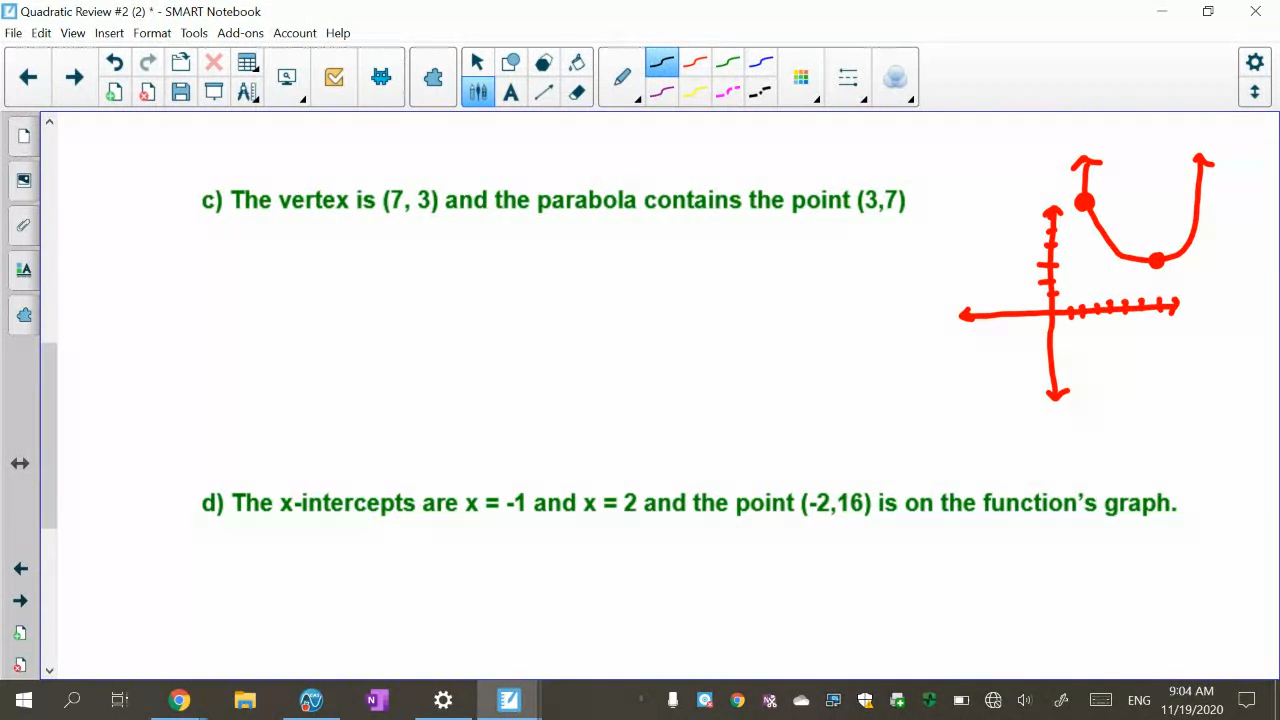 Quadratic Review #2 (2) * - SMART Notebook
File Edit View Insert Format Tools Add-ons Account Help
c) The vertex is (7, 3) and the parabola contains the point (3,7)
d) The x-intercepts are x = -1 and x = 2 and the point (-2,16) is on the function's graph.
ENG
9:04 AM
11/19/2020